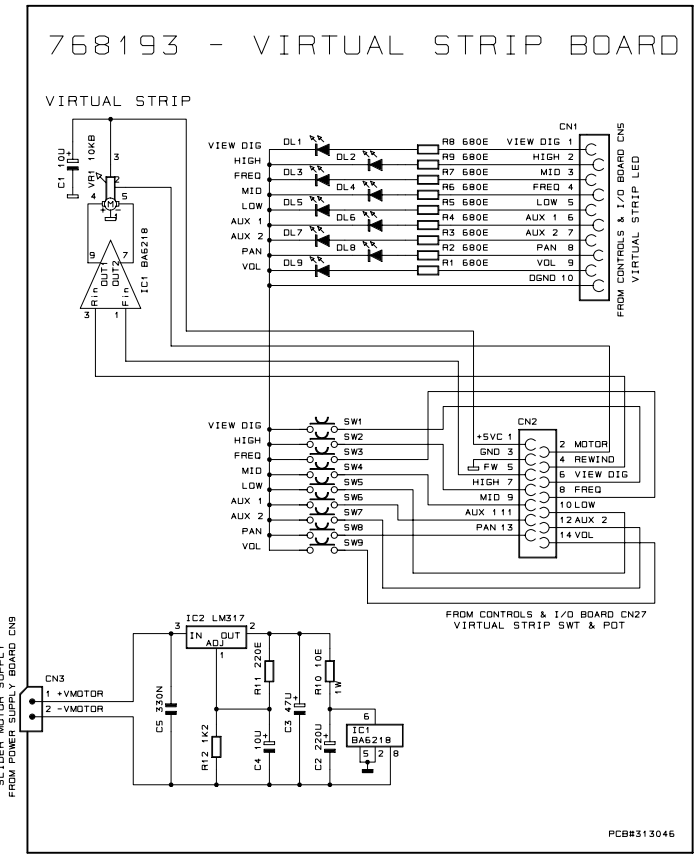 768193 - VIRTUAL STRIP BOARD
VIRTUAL STRIP
C1 10U
+
VR1 10KB
3
2
4
5
M
9
7
OUT1
OUT2
Rin
Fin
IC1 BA6218
3
1
VIEW DIG
HIGH
FREQ
MID
LOW
AUX 1
AUX 2
PAN
VOL
DL1
DL2
DL3
DL4
DL5
DL6
DL7
DL8
DL9
R8 680E
R9 680E
R7 680E
R6 680E
R5 680E
R4 680E
R3 680E
R2 680E
R1 680E
CN1
VIEW DIG 1
HIGH 2
MID 3
FREQ 4
LOW 5
AUX 1 6
AUX 2 7
PAN 8
VOL 9
DGND 10
FROM CONTROLS & I/O BOARD CN5
VIRTUAL STRIP LED
VIEW DIG
HIGH
FREQ
MID
LOW
AUX 1
AUX 2
PAN
VOL
SW1
SW2
SW3
SW4
SW5
SW6
SW7
SW8
SW9
CN2
+5VC 1
GND 3
FW 5
HIGH 7
MID 9
AUX 1 11
PAN 13
2 MOTOR
4 REWIND
6 VIEW DIG
8 FREQ
10 LOW
12 AUX 2
14 VOL
FROM CONTROLS & I/O BOARD CN27
VIRTUAL STRIP SWT & POT
SLIDER MOTOR SUPPLY
FROM POWER SUPPLY BOARD CN9
CN3
1 +VMOTOR
2 -VMOTOR
C5 330N
IC2 LM317
3
IN OUT
ADJ
2
1
R12 1K2
R11 220E
C4 10U
+
C3 47U
+
R10 10E
1W
C2 220U
+
6
IC1
BA6218
5 2 8
PCB#313046